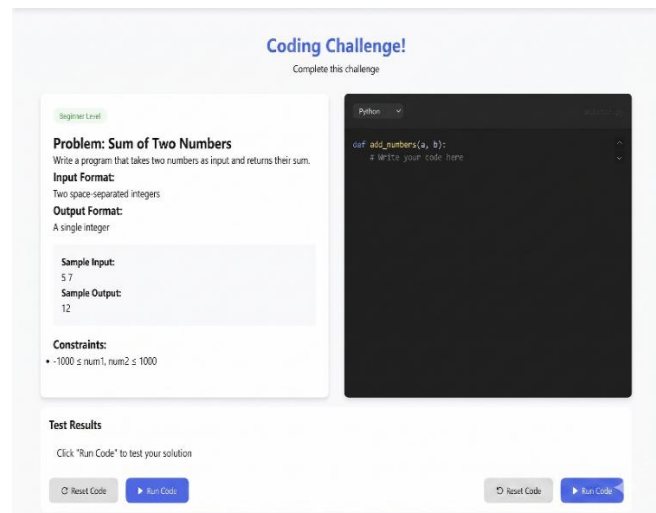 Coding Challenge!
Complete this challenge
Beginner Level
Problem: Sum of Two Numbers
Write a program that takes two numbers as input and returns their sum.
Input Format:
Two space-separated integers
Output Format:
A single integer
Sample Input:
5 7
Sample Output:
12
Constraints:
• -1000 ≤ num1, num2 ≤ 1000
Python
def add_numbers(a, b):
# Write your code here
Test Results
Click "Run Code" to test your solution
Reset Code
Run Code
Reset Code
Run Code